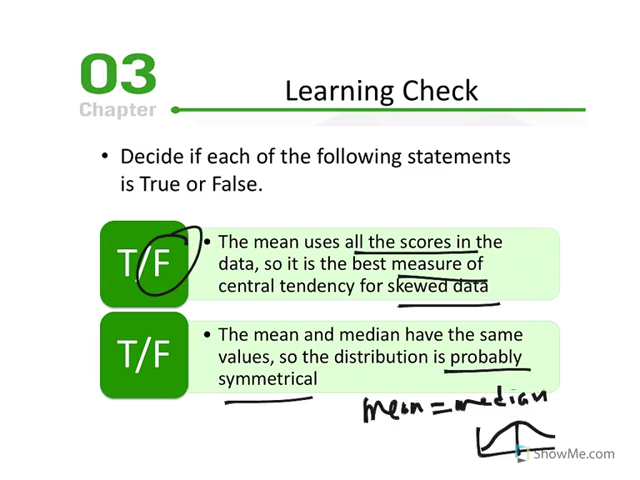 03
Chapter
Learning Check
• Decide if each of the following statements
is True or False.
T/F
• The mean uses all the scores in the
data, so it is the best measure of
central tendency for skewed data
T/F
• The mean and median have the same
values, so the distribution is probably
symmetrical
mean = median
ShowMe.com